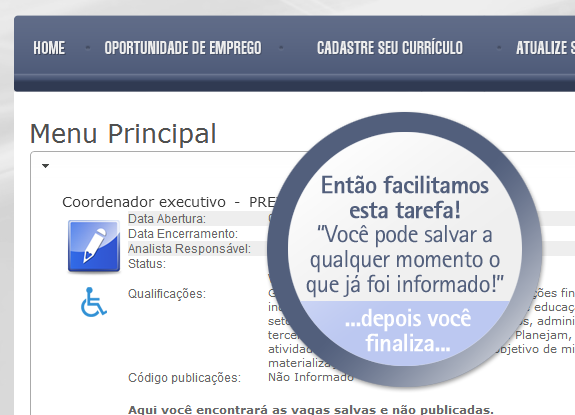 HOME · OPORTUNIDADE DE EMPREGO · CADASTRE SEU CURRÍCULO · ATUALIZE
Menu Principal
Coordenador executivo -
Data Abertura:
Data Encerramento:
Analista Responsável:
Status:
Qualificações:
Código publicações: Não Informado
Aqui você encontrará as vagas salvas e não publicadas.
Então facilitamos
esta tarefa!
“Você pode salvar a
qualquer momento o
que já foi informado!”
...depois você
finaliza...